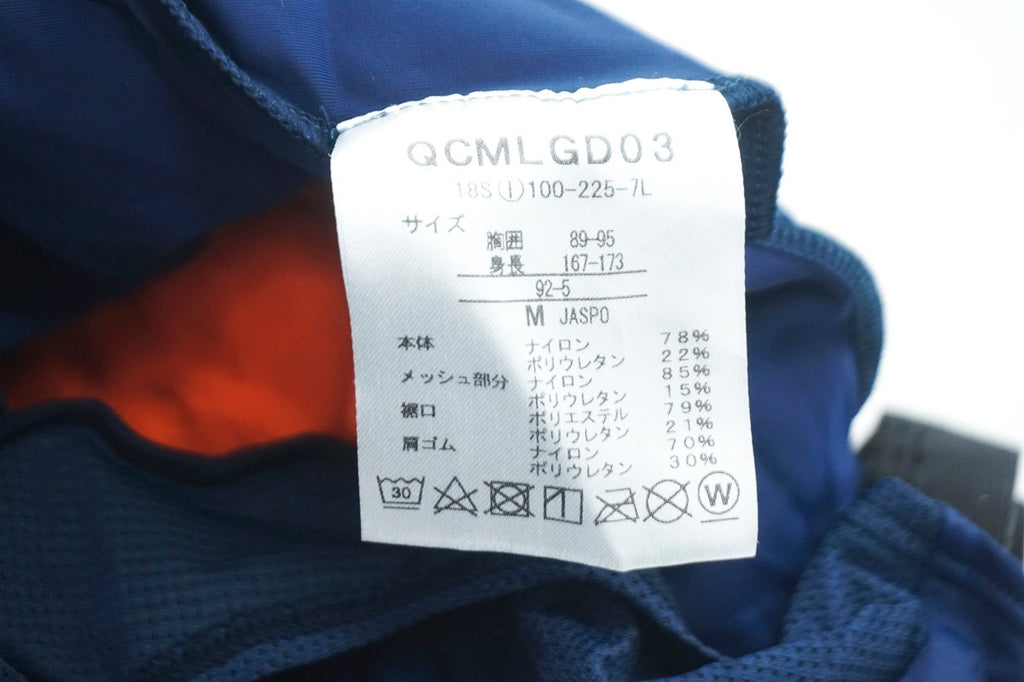 QCMLGD03
18S①100-225-7L
サイズ
胸囲 89-95
身長 167-173
92-5
M JASPO
本体 ナイロン 78%
ポリウレタン 22%
メッシュ部分 ナイロン 85%
ポリウレタン 15%
裾口 ポリエステル 79%
ポリウレタン 21%
肩ゴム ナイロン 70%
ポリウレタン 30%
30
W